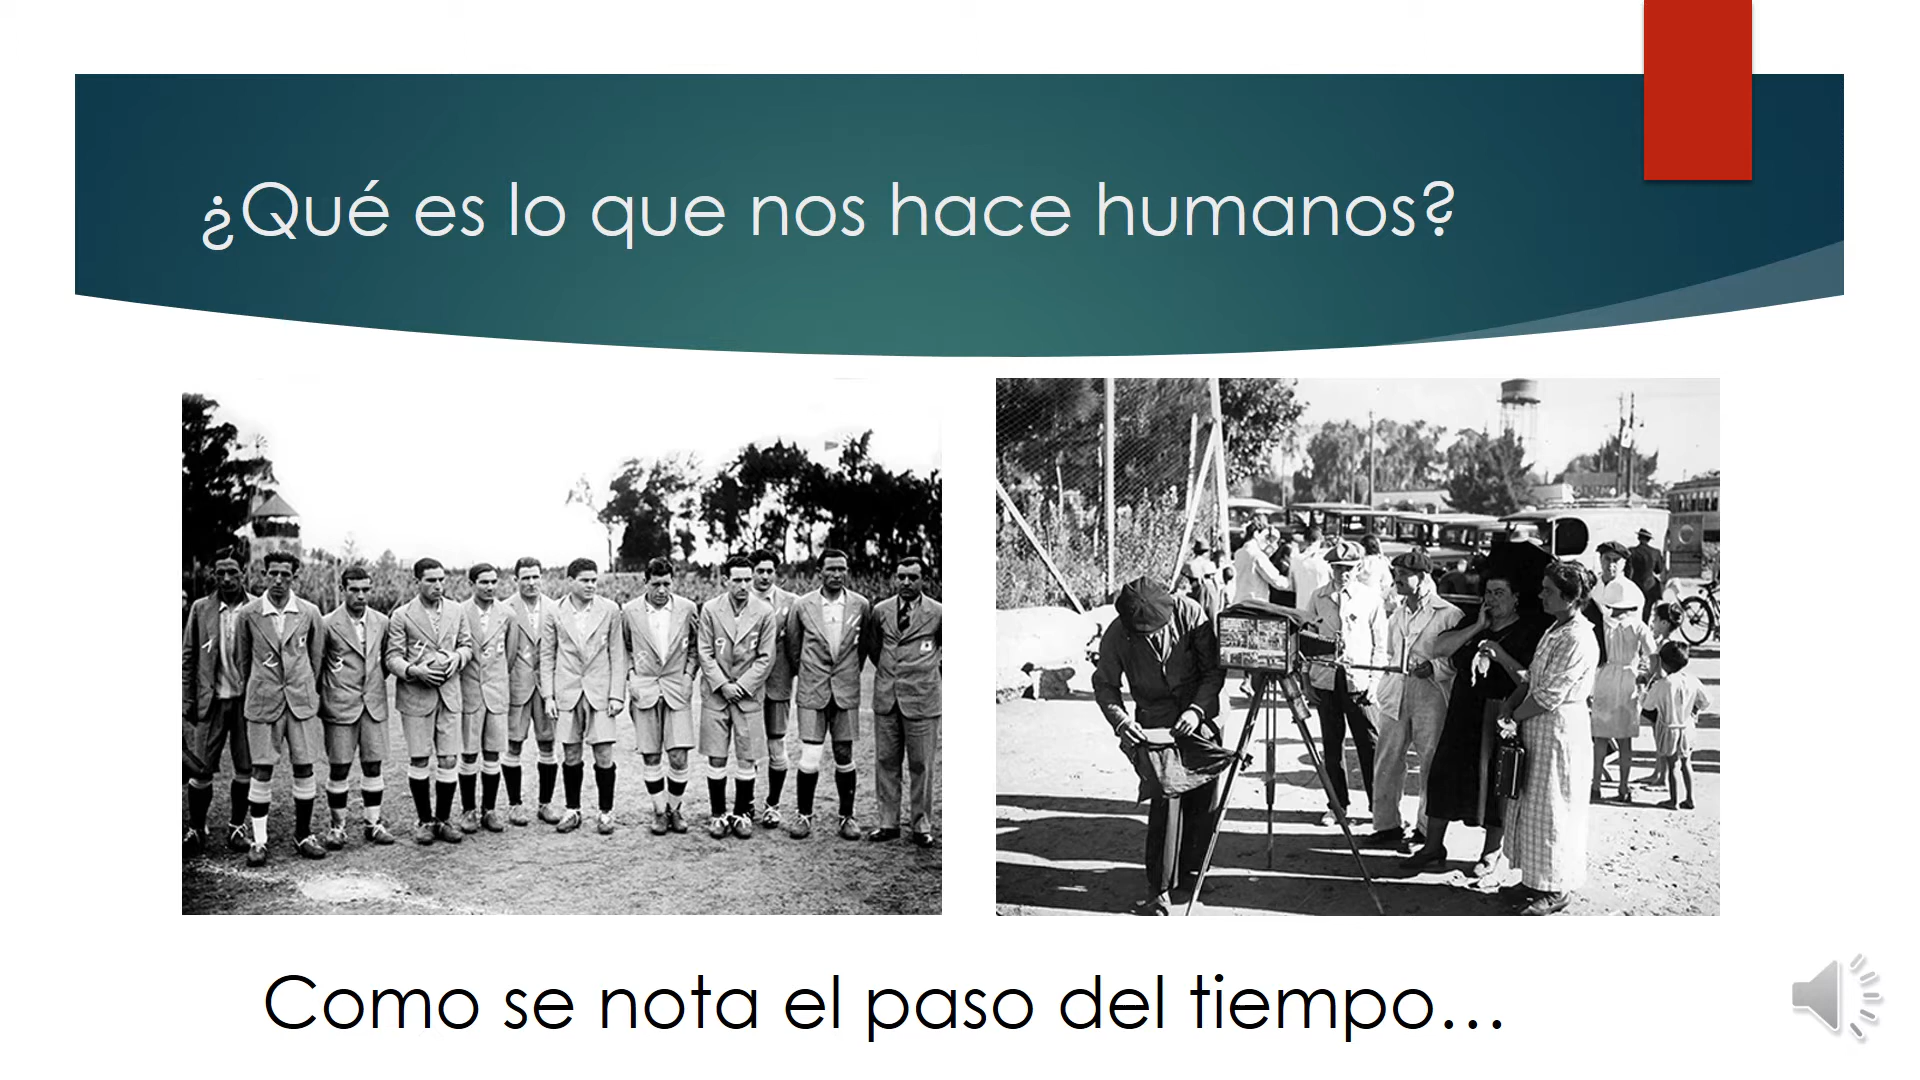 ¿Qué es lo que nos hace humanos?
Como se nota el paso del tiempo…